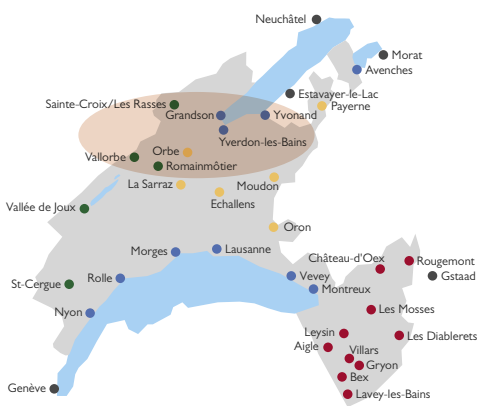 Neuchâtel
Morat
Avenches
Estavayer-le-Lac
Sainte-Croix/Les Rasses
Payerne
Grandson
Yvonand
Yverdon-les-Bains
Orbe
Vallorbe
Romainmôtier
La Sarraz
Moudon
Echallens
Vallée de Joux
Oron
Morges
Lausanne
Château-d'Oex
Rougemont
Gstaad
St-Cergue
Rolle
Vevey
Montreux
Nyon
Les Mosses
Leysin
Les Diablerets
Aigle
Villars
Gryon
Bex
Genève
Lavey-les-Bains